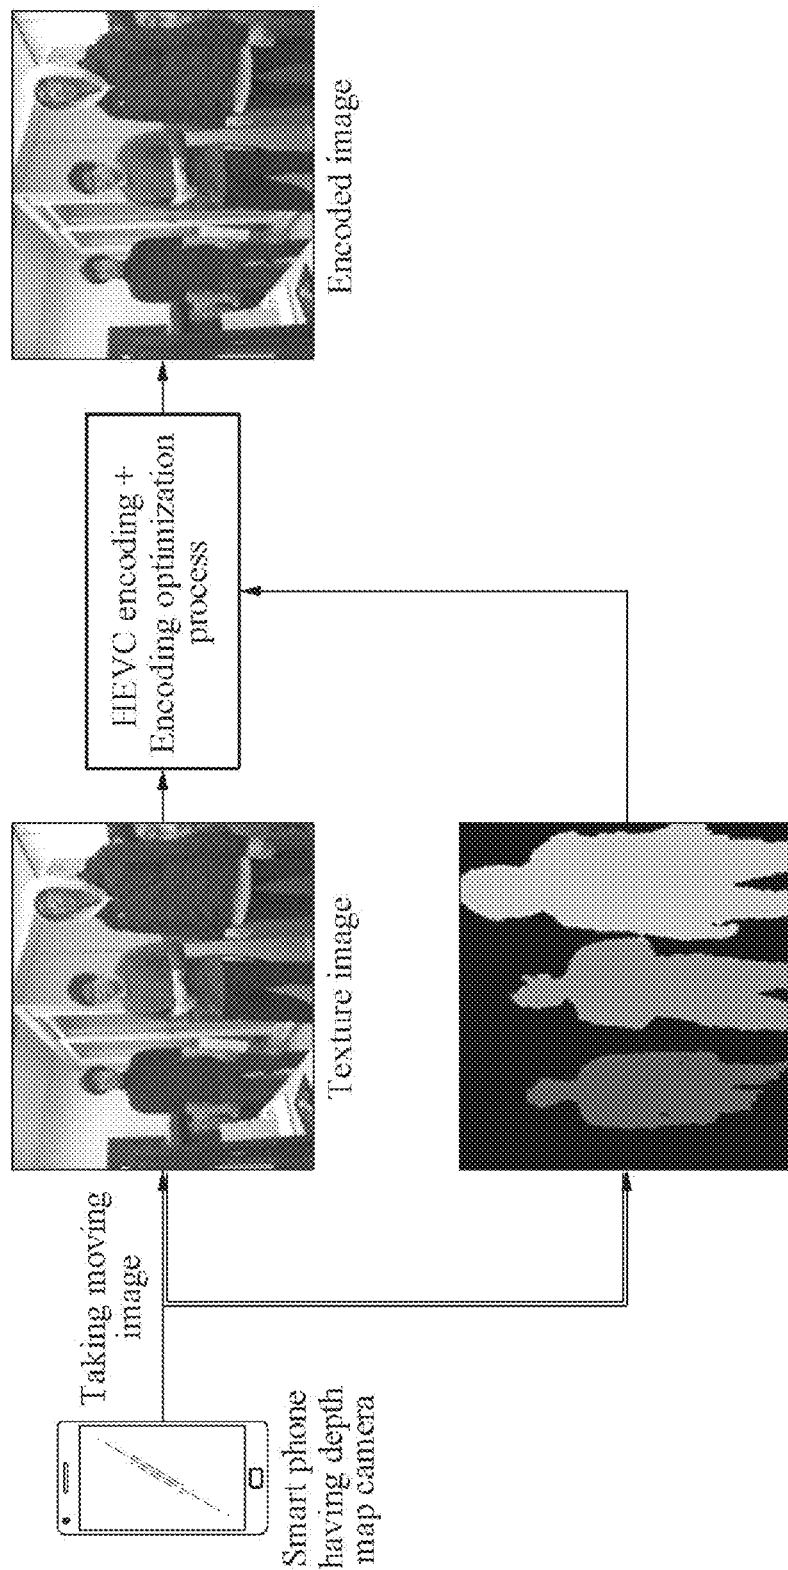 Smart phone
having depth
map camera
Taking moving
image
Texture image
HEVC encoding +
Encoding optimization
process
Encoded image